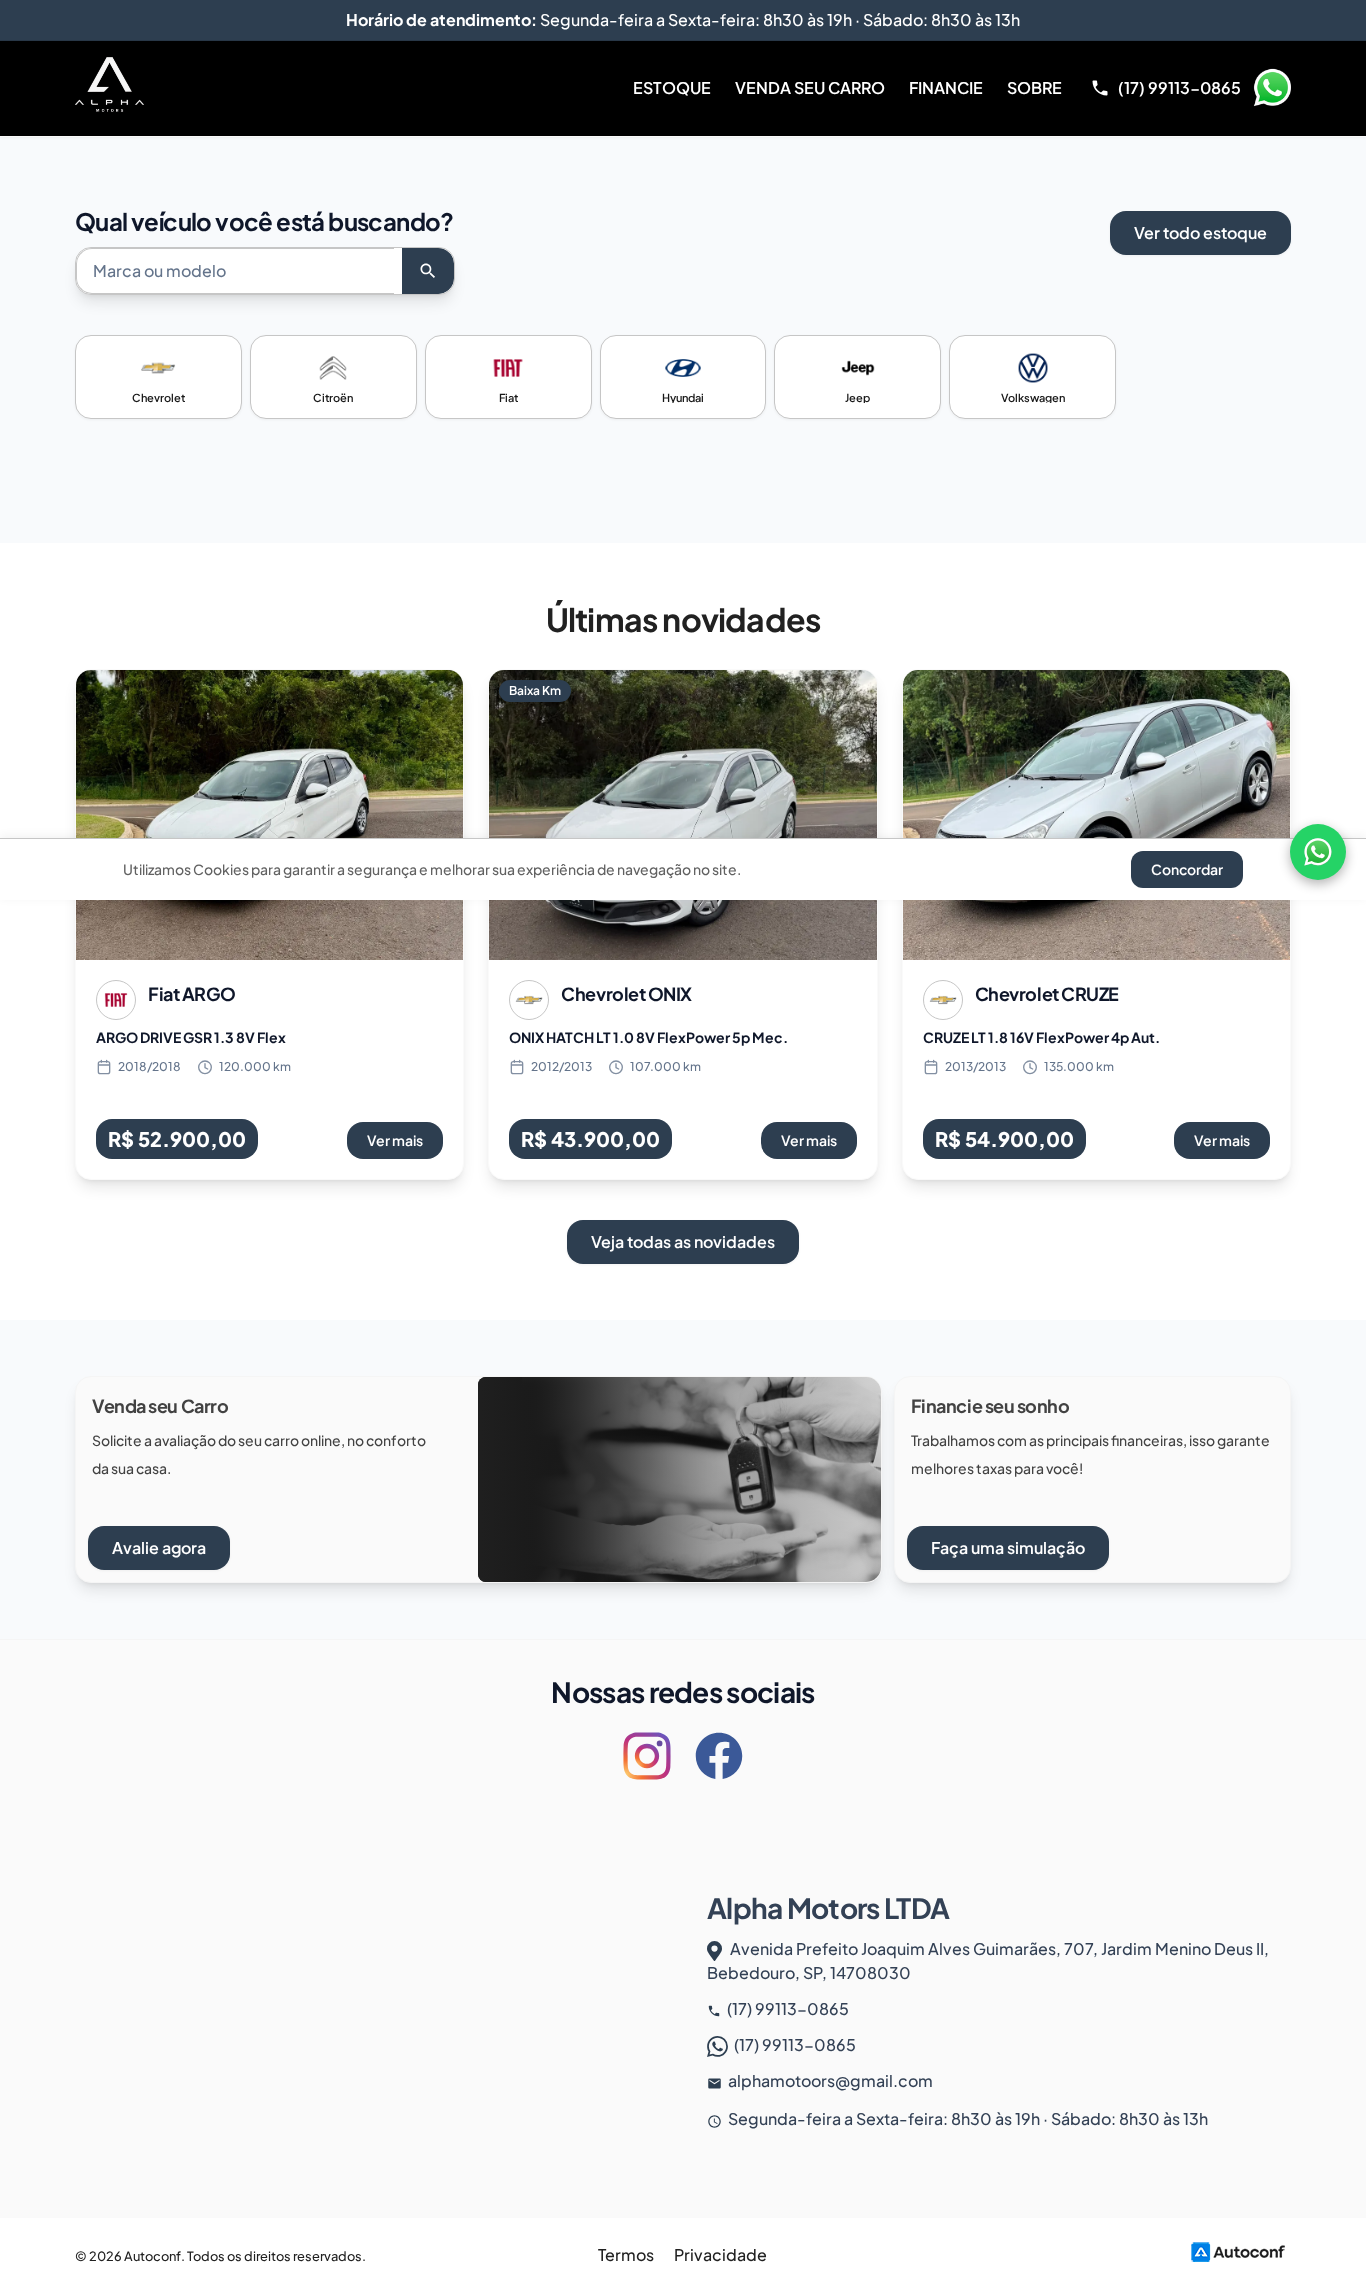 Horário de atendimento: Segunda-feira a Sexta-feira: 8h30 às 19h · Sábado: 8h30 às 13h
ALPHA
MOTORS
ESTOQUE VENDA SEU CARRO FINANCIE SOBRE (17) 99113-0865
Qual veículo você está buscando?
Ver todo estoque
Marca ou modelo
FIAT Jeep
Chevrolet Citroën Fiat Hyundai Jeep Volkswagen
Últimas novidades
Baixa Km
Utilizamos Cookies para garantir a segurança e melhorar sua experiência de navegação no site.
Concordar
FIAT
Fiat ARGO
ARGO DRIVE GSR 1.3 8V Flex
2018/2018 120.000 km
R$ 52.900,00
Ver mais
Chevrolet ONIX
ONIX HATCH LT 1.0 8V FlexPower 5p Mec.
2012/2013 107.000 km
R$ 43.900,00
Ver mais
Chevrolet CRUZE
CRUZE LT 1.8 16V FlexPower 4p Aut.
2013/2013 135.000 km
R$ 54.900,00
Ver mais
Veja todas as novidades
Venda seu Carro
Solicite a avaliação do seu carro online, no conforto
da sua casa.
Avalie agora
Financie seu sonho
Trabalhamos com as principais financeiras, isso garante
melhores taxas para você!
Faça uma simulação
Nossas redes sociais
Alpha Motors LTDA
Avenida Prefeito Joaquim Alves Guimarães, 707, Jardim Menino Deus II,
Bebedouro, SP, 14708030
(17) 99113-0865
(17) 99113-0865
alphamotoors@gmail.com
Segunda-feira a Sexta-feira: 8h30 às 19h · Sábado: 8h30 às 13h
© 2026 Autoconf. Todos os direitos reservados.
Termos Privacidade
Autoconf